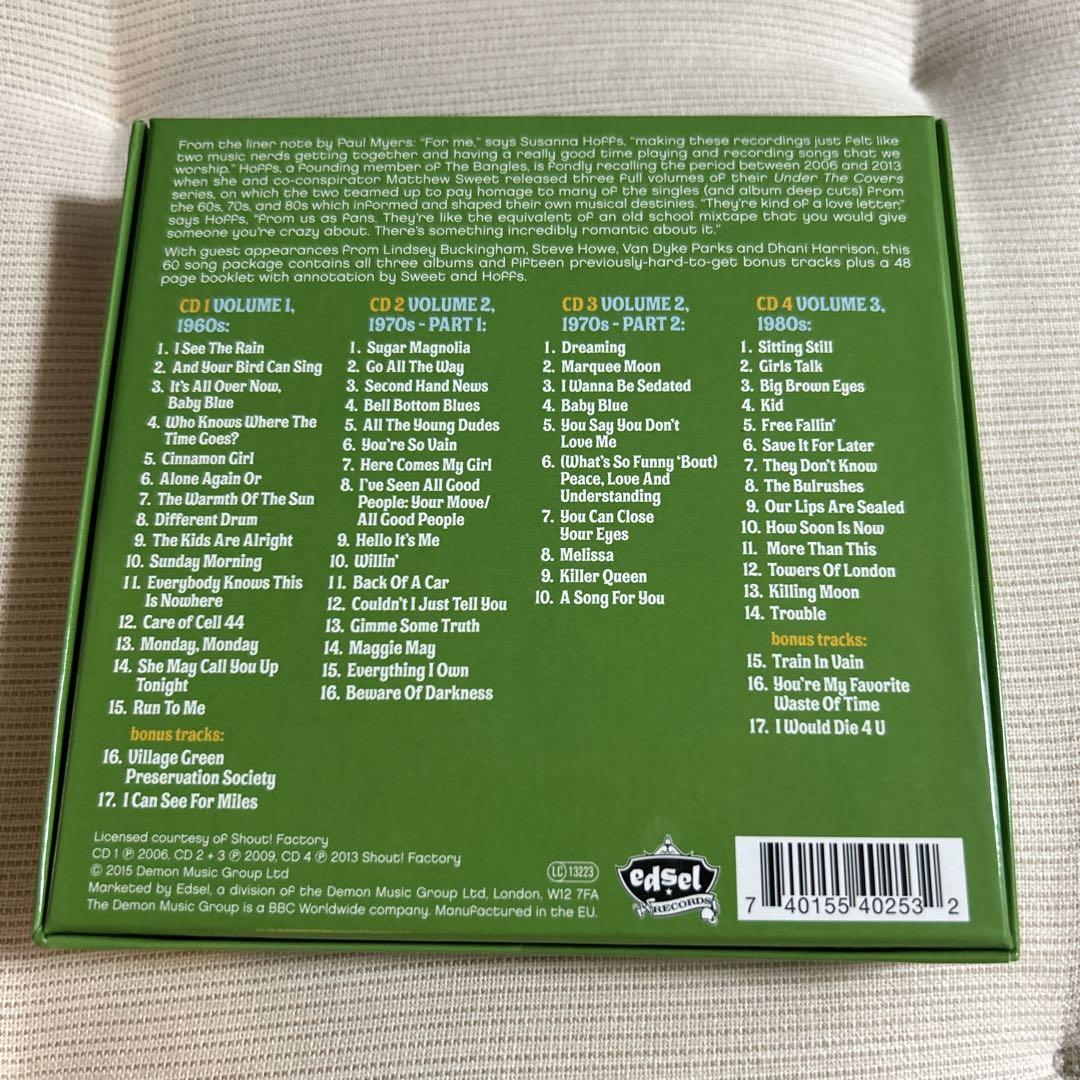 From the liner note by Paul Myers: "For me," says Susanna Hoffs, "making these recordings just felt like
two music nerds getting together and having a really good time playing and recording songs that we
worship." Hoffs, a founding member of The Bangles, is fondly recalling the period between 2006 and 2013
when she and co-conspirator Matthew Sweet released three full volumes of their Under The Covers
series, on which the two teamed up to pay homage to many of the singles (and album deep cuts) from
the 60s, 70s, and 80s which informed and shaped their own musical destinies. "They're kind of a love letter,"
says Hoffs, "from us as fans. They're like the equivalent of an old school mixtape that you would give
someone you're crazy about. There's something incredibly romantic about it."
With guest appearances from Lindsey Buckingham, Steve Howe, Van Dyke Parks and Dhani Harrison, this
60 song package contains all three albums and fifteen previously-hard-to-get bonus tracks plus a 48
page booklet with annotation by Sweet and Hoffs.
CD 1 VOLUME 1,
1960s:
1. I See The Rain
2. And Your Bird Can Sing
3. It's All Over Now,
Baby Blue
4. Who Knows Where The
Time Goes?
5. Cinnamon Girl
6. Alone Again Or
7. The Warmth Of The Sun
8. Different Drum
9. The Kids Are Alright
10. Sunday Morning
11. Everybody Knows This
Is Nowhere
12. Care of Cell 44
13. Monday, Monday
14. She May Call You Up
Tonight
15. Run To Me
bonus tracks:
16. Village Green
Preservation Society
17. I Can See For Miles
CD 2 VOLUME 2,
1970s - PART 1:
1. Sugar Magnolia
2. Go All The Way
3. Second Hand News
4. Bell Bottom Blues
5. All The Young Dudes
6. You're So Vain
7. Here Comes My Girl
8. I've Seen All Good
People: Your Move/
All Good People
9. Hello It's Me
10. Willin'
11. Back Of A Car
12. Couldn't I Just Tell You
13. Gimme Some Truth
14. Maggie May
15. Everything I Own
16. Beware Of Darkness
CD 3 VOLUME 2,
1970s - PART 2:
1. Dreaming
2. Marquee Moon
3. I Wanna Be Sedated
4. Baby Blue
5. You Say You Don't
Love Me
6. (What's So Funny 'Bout)
Peace, Love And
Understanding
7. You Can Close
Your Eyes
8. Melissa
9. Killer Queen
10. A Song For You
CD 4 VOLUME 3,
1980s:
1. Sitting Still
2. Girls Talk
3. Big Brown Eyes
4. Kid
5. Free Fallin'
6. Save It For Later
7. They Don't Know
8. The Bulrushes
9. Our Lips Are Sealed
10. How Soon Is Now
11. More Than This
12. Towers Of London
13. Killing Moon
14. Trouble
bonus tracks:
15. Train In Vain
16. You're My Favorite
Waste Of Time
17. I Would Die 4 U
Licensed courtesy of Shout! Factory
CD 1 ℗ 2006, CD 2 + 3 ℗ 2009, CD 4 ℗ 2013 Shout! Factory
© 2015 Demon Music Group Ltd
Marketed by Edsel, a division of the Demon Music Group Ltd, London, W12 7FA
The Demon Music Group is a BBC Worldwide company. Manufactured in the EU.
LC 13223
edsel
RECORDS
7 40155 40253 2